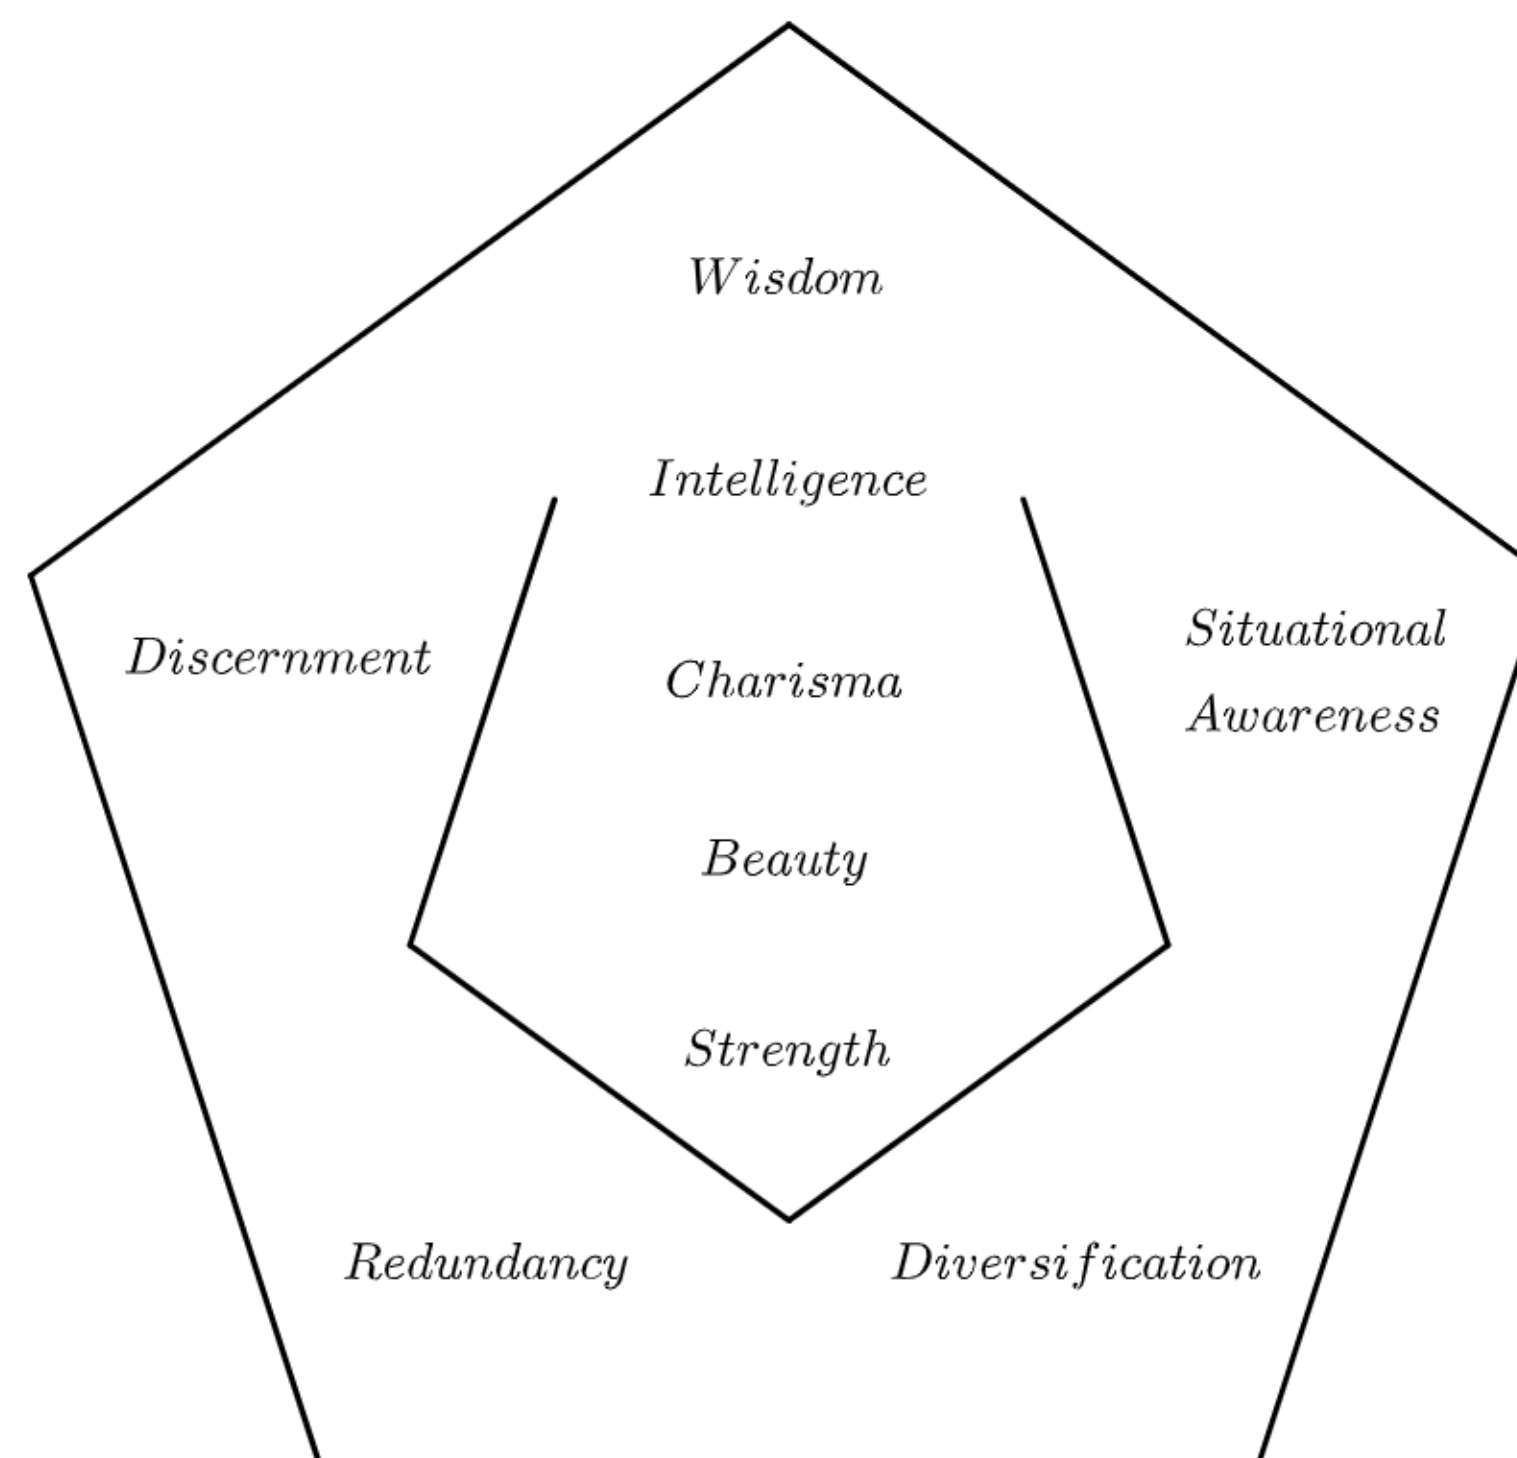 Wisdom
Intelligence
Discernment
Situational
Awareness
Charisma
Beauty
Strength
Redundancy
Diversification